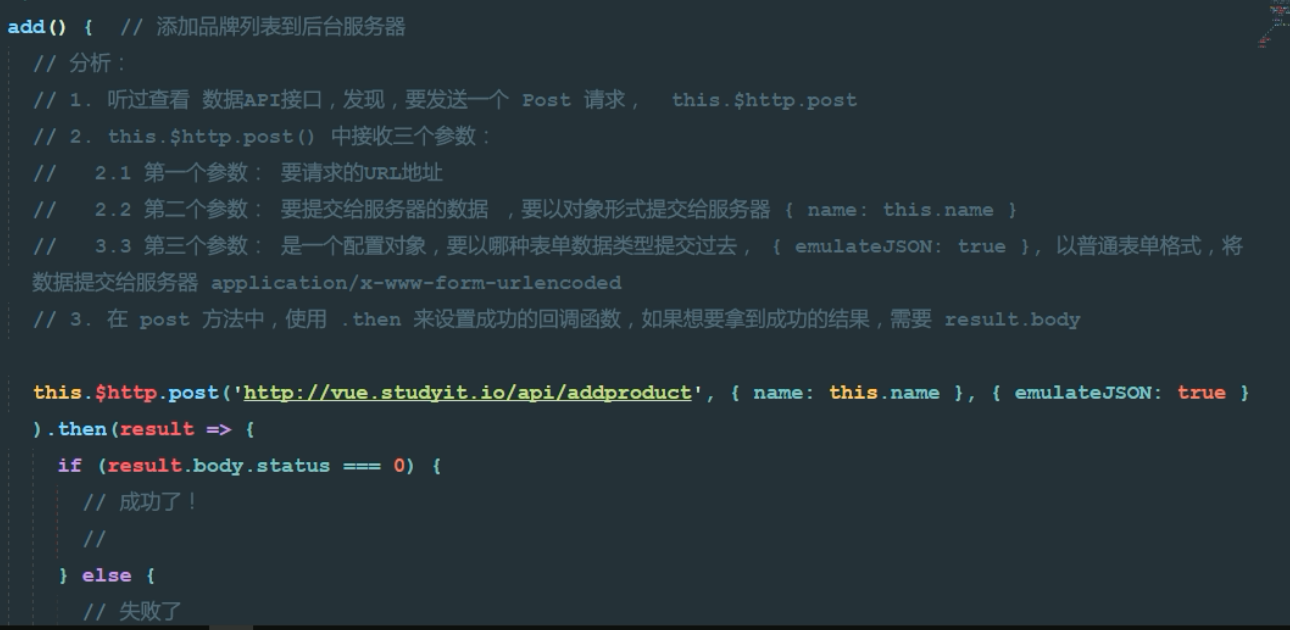 add() {  // 添加品牌列表到后台服务器
// 分析：
// 1. 听过查看 数据API接口，发现，要发送一个 Post 请求，  this.$http.post
// 2. this.$http.post() 中接收三个参数：
//   2.1 第一个参数： 要请求的URL地址
//   2.2 第二个参数： 要提交给服务器的数据 ，要以对象形式提交给服务器 { name: this.name }
//   3.3 第三个参数： 是一个配置对象，要以哪种表单数据类型提交过去， { emulateJSON: true }, 以普通表单格式，将
数据提交给服务器 application/x-www-form-urlencoded
// 3. 在 post 方法中，使用 .then 来设置成功的回调函数，如果想要拿到成功的结果，需要 result.body
this.$http.post('http://vue.studyit.io/api/addproduct', { name: this.name }, { emulateJSON: true }
).then(result => {
if (result.body.status === 0) {
// 成功了！
//
} else {
// 失败了